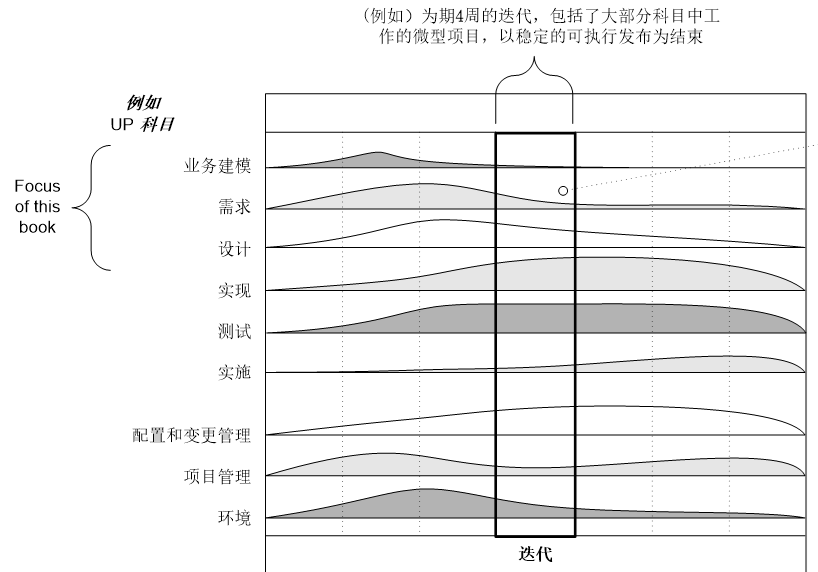 （例如）为期4周的迭代，包括了大部分科目中工
作的微型项目，以稳定的可执行发布为结束
例如
UP 科目
Focus
of this
book
业务建模
需求
设计
实现
测试
实施
配置和变更管理
项目管理
环境
迭代